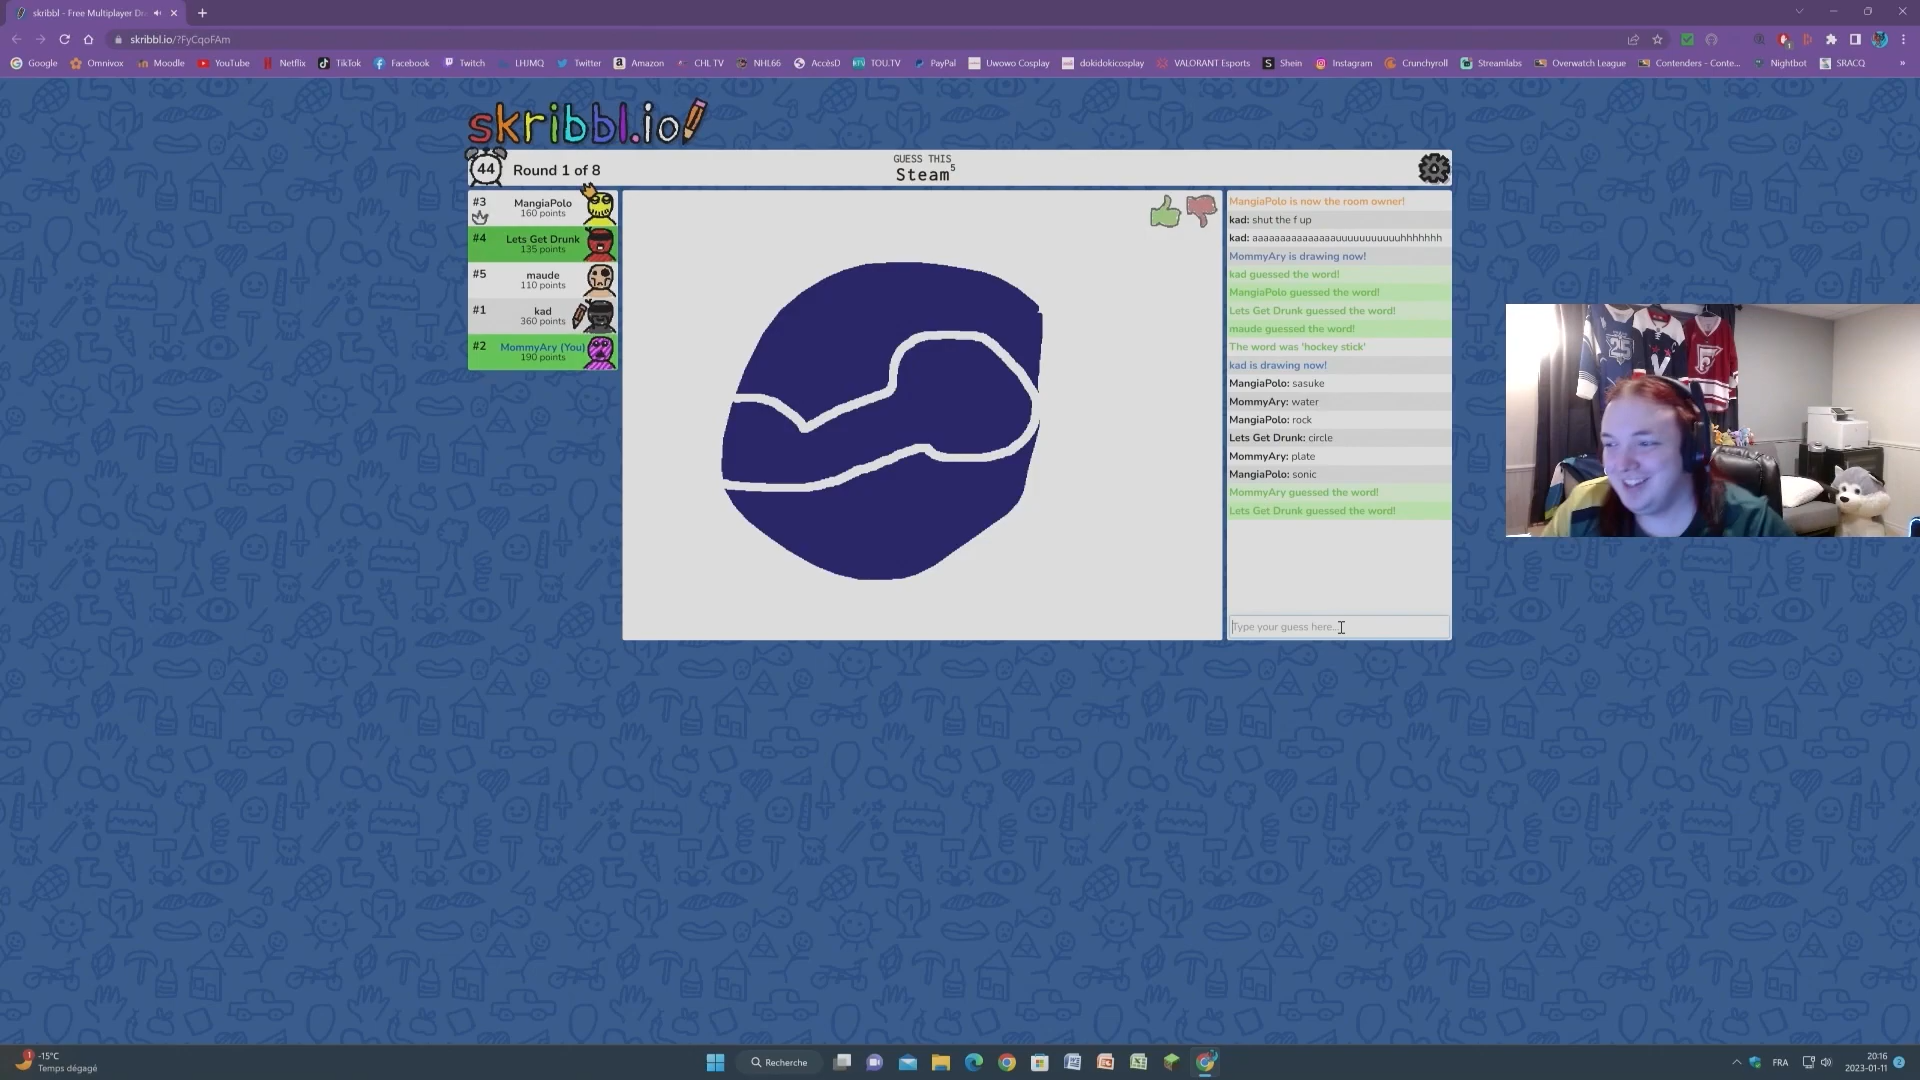 skribbl - Free Multiplayer Dr
skribbl.io/?FyCqoFAm
Google Omnivox Moodle YouTube Netflix TikTok Facebook Twitch LHJMQ Twitter Amazon CHL TV NHL66 AccèsD TOU.TV PayPal Uwowo Cosplay dokidokicosplay VALORANT Esports Shein Instagram Crunchyroll Streamlabs Overwatch League Contenders - Conte... Nightbot SRACQ »
skribbl.io
44 Round 1 of 8
GUESS THIS
Steam 5
#3 MangiaPolo
160 points
#4 Lets Get Drunk
135 points
#5 maude
110 points
#1 kad
360 points
#2 MommyAry (You)
190 points
MangiaPolo is now the room owner!
kad: shut the f up
kad: aaaaaaaaaaaaaaauuuuuuuuuuuhhhhhhh
MommyAry is drawing now!
kad guessed the word!
MangiaPolo guessed the word!
Lets Get Drunk guessed the word!
maude guessed the word!
The word was 'hockey stick'
kad is drawing now!
MangiaPolo: sasuke
MommyAry: water
MangiaPolo: rock
Lets Get Drunk: circle
MommyAry: plate
MangiaPolo: sonic
MommyAry guessed the word!
Lets Get Drunk guessed the word!
Type your guess here...
25
-15°C
Temps dégagé
Recherche
FRA
20:16
2023-01-11